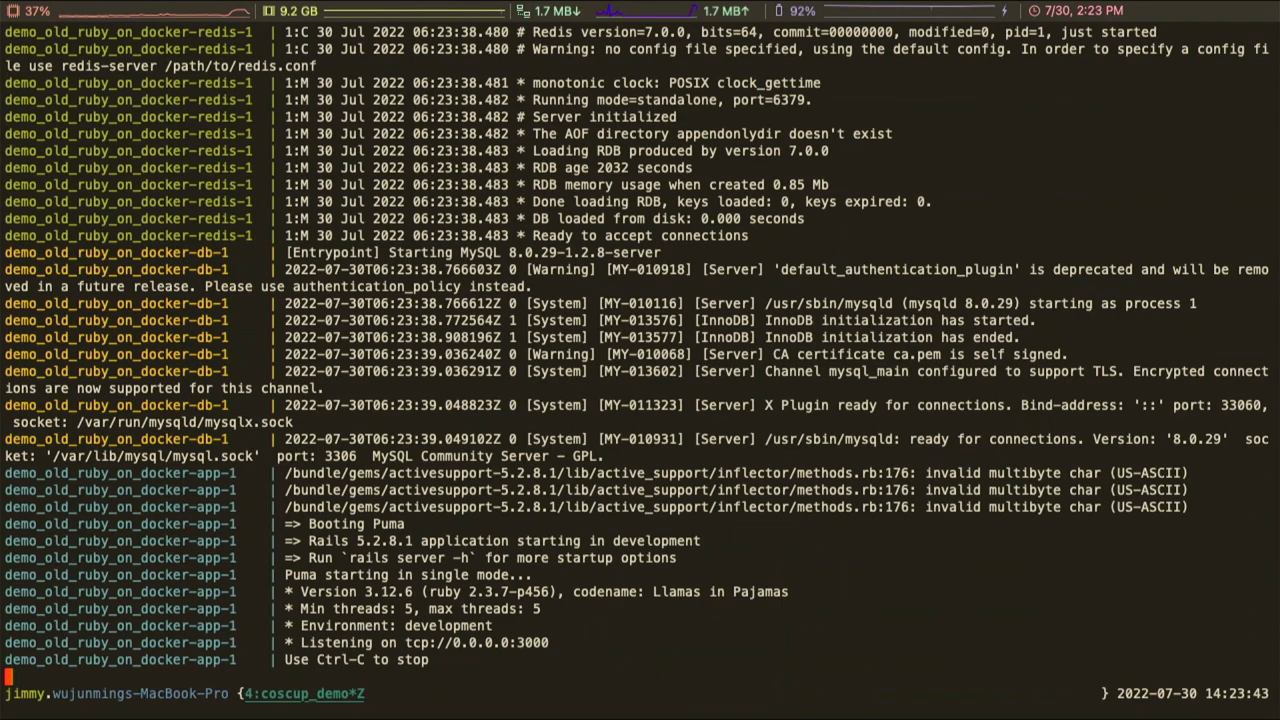 37% 9.2 GB 1.7 MB↓ 1.7 MB↑ 92% 7/30, 2:23 PM
demo_old_ruby_on_docker-redis-1 | 1:C 30 Jul 2022 06:23:38.480 # Redis version=7.0.0, bits=64, commit=00000000, modified=0, pid=1, just started
demo_old_ruby_on_docker-redis-1 | 1:C 30 Jul 2022 06:23:38.480 # Warning: no config file specified, using the default config. In order to specify a config fi
le use redis-server /path/to/redis.conf
demo_old_ruby_on_docker-redis-1 | 1:M 30 Jul 2022 06:23:38.481 * monotonic clock: POSIX clock_gettime
demo_old_ruby_on_docker-redis-1 | 1:M 30 Jul 2022 06:23:38.482 * Running mode=standalone, port=6379.
demo_old_ruby_on_docker-redis-1 | 1:M 30 Jul 2022 06:23:38.482 # Server initialized
demo_old_ruby_on_docker-redis-1 | 1:M 30 Jul 2022 06:23:38.482 * The AOF directory appendonlydir doesn't exist
demo_old_ruby_on_docker-redis-1 | 1:M 30 Jul 2022 06:23:38.483 * Loading RDB produced by version 7.0.0
demo_old_ruby_on_docker-redis-1 | 1:M 30 Jul 2022 06:23:38.483 * RDB age 2032 seconds
demo_old_ruby_on_docker-redis-1 | 1:M 30 Jul 2022 06:23:38.483 * RDB memory usage when created 0.85 Mb
demo_old_ruby_on_docker-redis-1 | 1:M 30 Jul 2022 06:23:38.483 * Done loading RDB, keys loaded: 0, keys expired: 0.
demo_old_ruby_on_docker-redis-1 | 1:M 30 Jul 2022 06:23:38.483 * DB loaded from disk: 0.000 seconds
demo_old_ruby_on_docker-redis-1 | 1:M 30 Jul 2022 06:23:38.483 * Ready to accept connections
demo_old_ruby_on_docker-db-1 | [Entrypoint] Starting MySQL 8.0.29-1.2.8-server
demo_old_ruby_on_docker-db-1 | 2022-07-30T06:23:38.766603Z 0 [Warning] [MY-010918] [Server] 'default_authentication_plugin' is deprecated and will be remo
ved in a future release. Please use authentication_policy instead.
demo_old_ruby_on_docker-db-1 | 2022-07-30T06:23:38.766612Z 0 [System] [MY-010116] [Server] /usr/sbin/mysqld (mysqld 8.0.29) starting as process 1
demo_old_ruby_on_docker-db-1 | 2022-07-30T06:23:38.772564Z 1 [System] [MY-013576] [InnoDB] InnoDB initialization has started.
demo_old_ruby_on_docker-db-1 | 2022-07-30T06:23:38.908196Z 1 [System] [MY-013577] [InnoDB] InnoDB initialization has ended.
demo_old_ruby_on_docker-db-1 | 2022-07-30T06:23:39.036240Z 0 [Warning] [MY-010068] [Server] CA certificate ca.pem is self signed.
demo_old_ruby_on_docker-db-1 | 2022-07-30T06:23:39.036291Z 0 [System] [MY-013602] [Server] Channel mysql_main configured to support TLS. Encrypted connect
ions are now supported for this channel.
demo_old_ruby_on_docker-db-1 | 2022-07-30T06:23:39.048823Z 0 [System] [MY-011323] [Server] X Plugin ready for connections. Bind-address: '::' port: 33060,
socket: /var/run/mysqld/mysqlx.sock
demo_old_ruby_on_docker-db-1 | 2022-07-30T06:23:39.049102Z 0 [System] [MY-010931] [Server] /usr/sbin/mysqld: ready for connections. Version: '8.0.29' soc
ket: '/var/lib/mysql/mysql.sock' port: 3306 MySQL Community Server - GPL.
demo_old_ruby_on_docker-app-1 | /bundle/gems/activesupport-5.2.8.1/lib/active_support/inflector/methods.rb:176: invalid multibyte char (US-ASCII)
demo_old_ruby_on_docker-app-1 | /bundle/gems/activesupport-5.2.8.1/lib/active_support/inflector/methods.rb:176: invalid multibyte char (US-ASCII)
demo_old_ruby_on_docker-app-1 | /bundle/gems/activesupport-5.2.8.1/lib/active_support/inflector/methods.rb:176: invalid multibyte char (US-ASCII)
demo_old_ruby_on_docker-app-1 | => Booting Puma
demo_old_ruby_on_docker-app-1 | => Rails 5.2.8.1 application starting in development
demo_old_ruby_on_docker-app-1 | => Run `rails server -h` for more startup options
demo_old_ruby_on_docker-app-1 | Puma starting in single mode...
demo_old_ruby_on_docker-app-1 | * Version 3.12.6 (ruby 2.3.7-p456), codename: Llamas in Pajamas
demo_old_ruby_on_docker-app-1 | * Min threads: 5, max threads: 5
demo_old_ruby_on_docker-app-1 | * Environment: development
demo_old_ruby_on_docker-app-1 | * Listening on tcp://0.0.0.0:3000
demo_old_ruby_on_docker-app-1 | Use Ctrl-C to stop
jimmy.wujunmings-MacBook-Pro {4:coscup_demo*Z } 2022-07-30 14:23:43